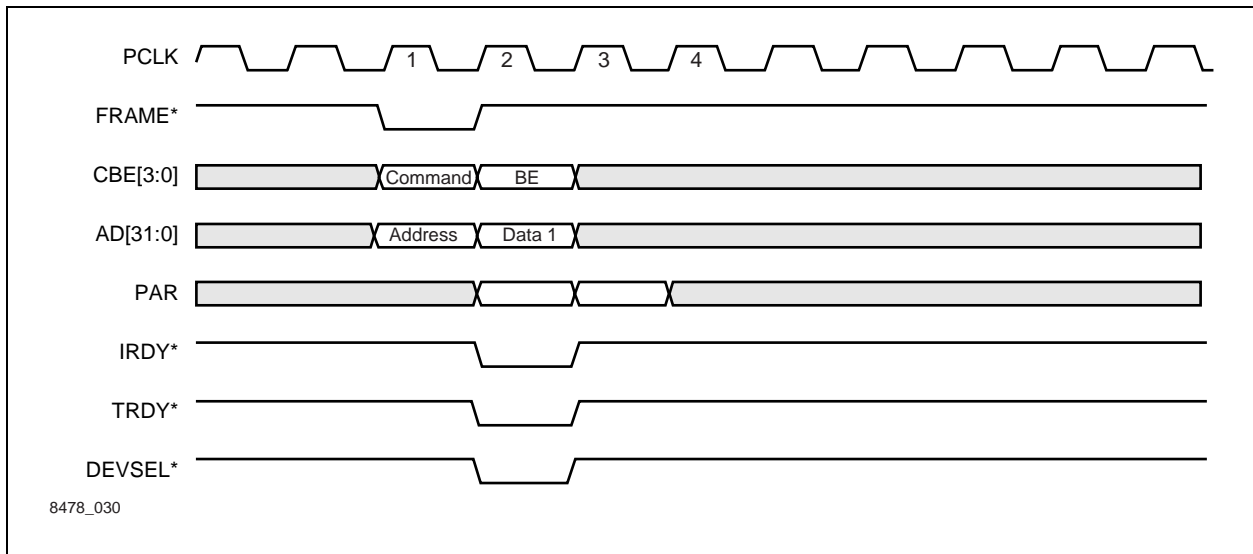 PCLK 1 2 3 4
FRAME*
CBE[3:0] Command BE
AD[31:0] Address Data 1
PAR
IRDY*
TRDY*
DEVSEL*
8478_030